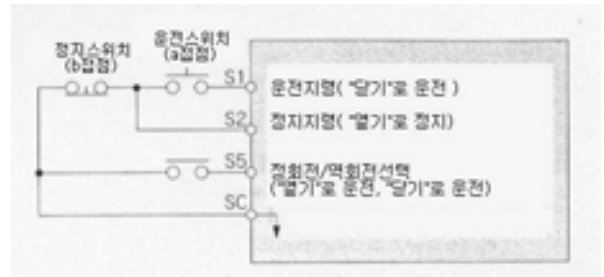 정지스위치
(b접점)
운전스위치
(a접점)
S1
운전지령( "닫기"로 운전 )
S2
정지지령( "열기"로 정지)
S5
정회전/역회전선택
("열기"로 운전, "닫기"로 운전)
SC